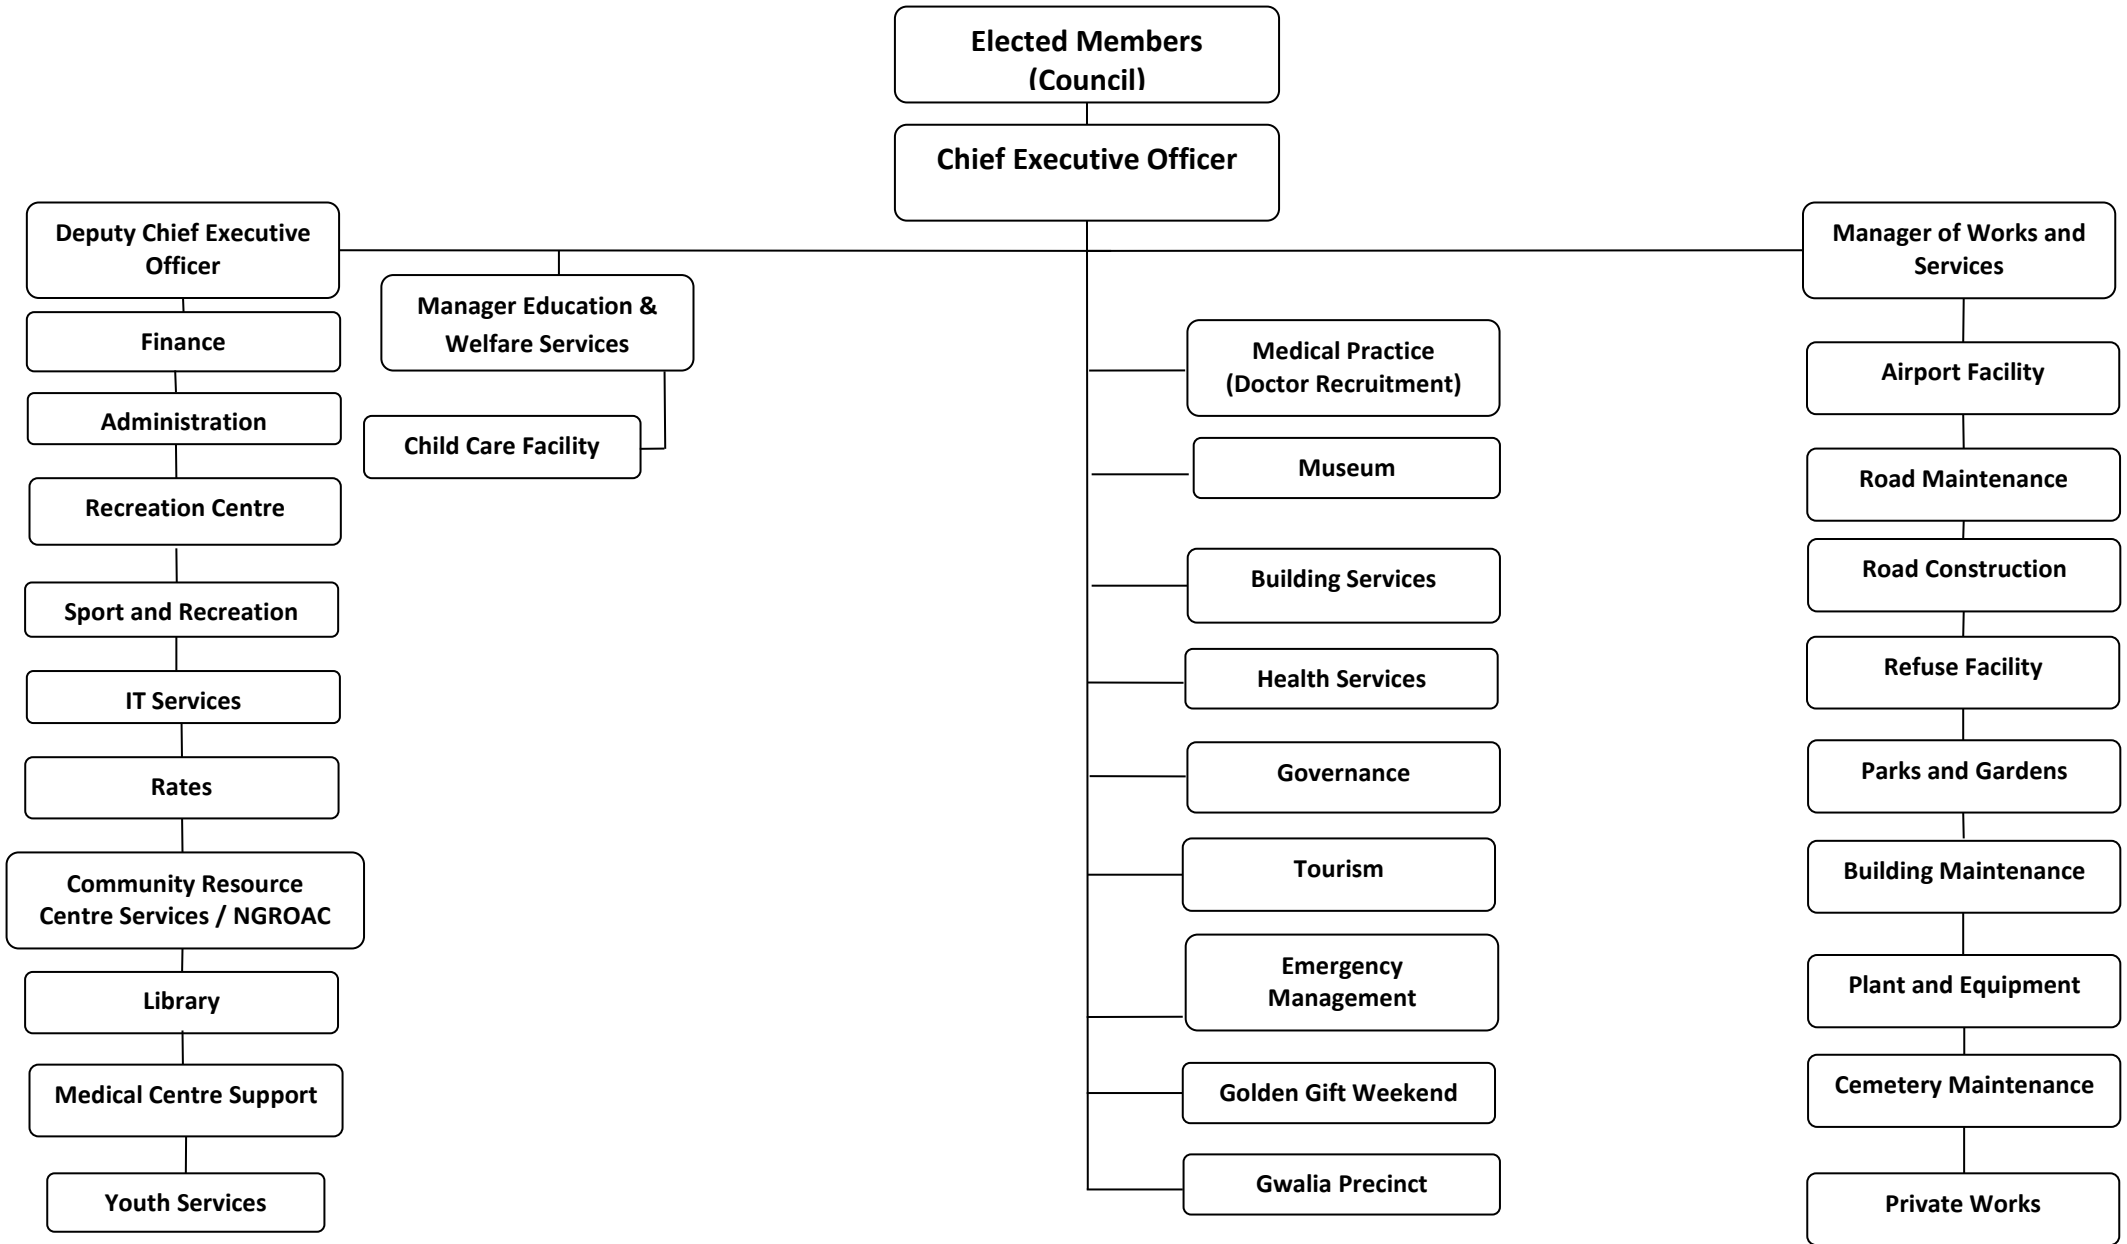 Elected Members
(Council)
Chief Executive Officer
Deputy Chief Executive
Officer
Finance
Administration
Recreation Centre
Sport and Recreation
IT Services
Rates
Community Resource
Centre Services / NGROAC
Library
Medical Centre Support
Youth Services
Manager Education &
Welfare Services
Child Care Facility
Medical Practice
(Doctor Recruitment)
Museum
Building Services
Health Services
Governance
Tourism
Emergency
Management
Golden Gift Weekend
Gwalia Precinct
Manager of Works and
Services
Airport Facility
Road Maintenance
Road Construction
Refuse Facility
Parks and Gardens
Building Maintenance
Plant and Equipment
Cemetery Maintenance
Private Works